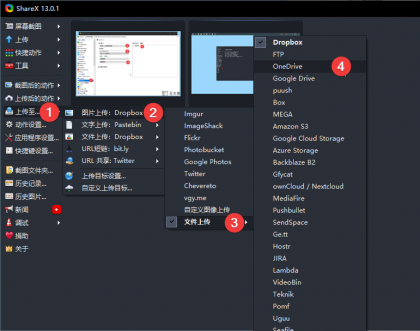 ShareX 13.0.1
屏幕截图
上传
快捷动作
工具
截图后的动作
上传后的动作
上传至...
动作设置...
应用程序设置...
快捷键设置...
截图文件夹...
历史记录...
历史图片...
新闻
调试
捐助
关于
1
图片上传: Dropbox
文字上传: Pastebin
文件上传: Dropbox
URL短链: bit.ly
URL 共享: Twitter
上传目标设置...
自定义上传目标...
2
Imgur
ImageShack
Flickr
Photobucket
Google Photos
Twitter
Chevereto
vgy.me
自定义图像上传
文件上传
3
Dropbox
FTP
OneDrive
Google Drive
puush
Box
MEGA
Amazon S3
Google Cloud Storage
Azure Storage
Backblaze B2
Gfycat
ownCloud / Nextcloud
MediaFire
Pushbullet
SendSpace
Ge.tt
Hostr
JIRA
Lambda
VideoBin
Teknik
Pomf
Uguu
Seafile
4